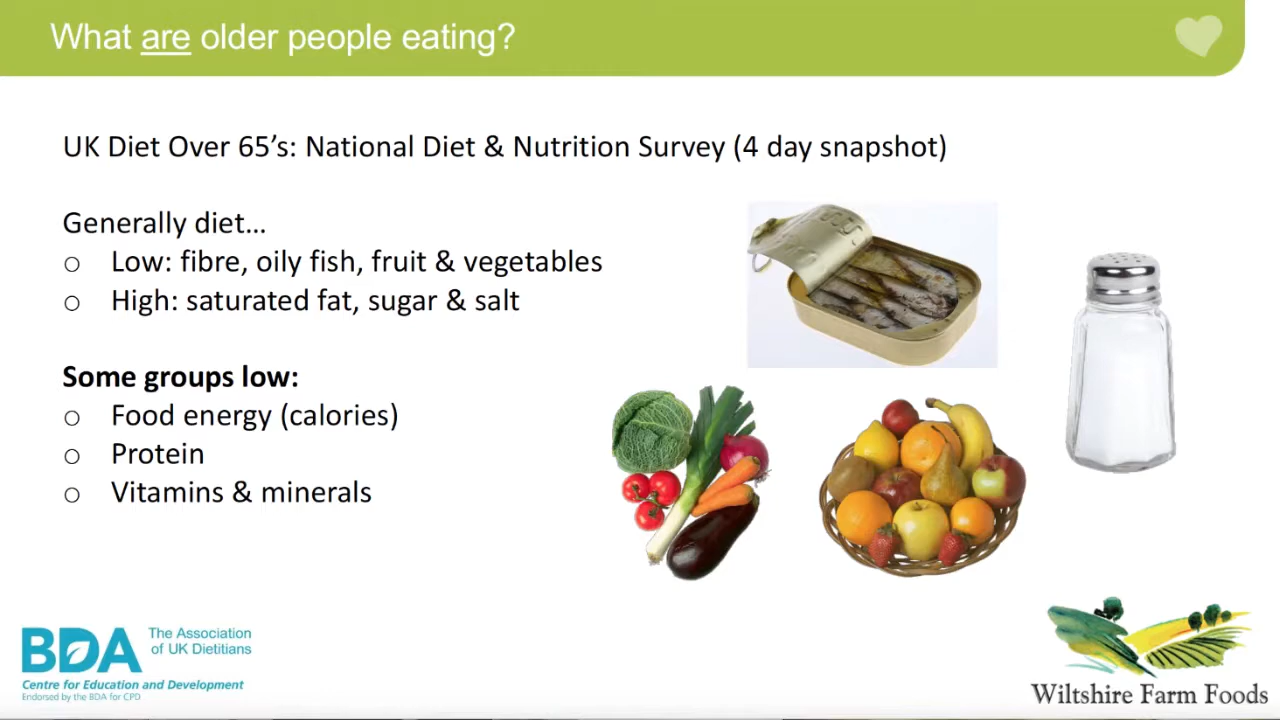 What are older people eating?
UK Diet Over 65’s: National Diet & Nutrition Survey (4 day snapshot)
Generally diet…
o Low: fibre, oily fish, fruit & vegetables
o High: saturated fat, sugar & salt
Some groups low:
o Food energy (calories)
o Protein
o Vitamins & minerals
BDA The Association
of UK Dietitians
Centre for Education and Development
Endorsed by the BDA for CPD
Wiltshire Farm Foods